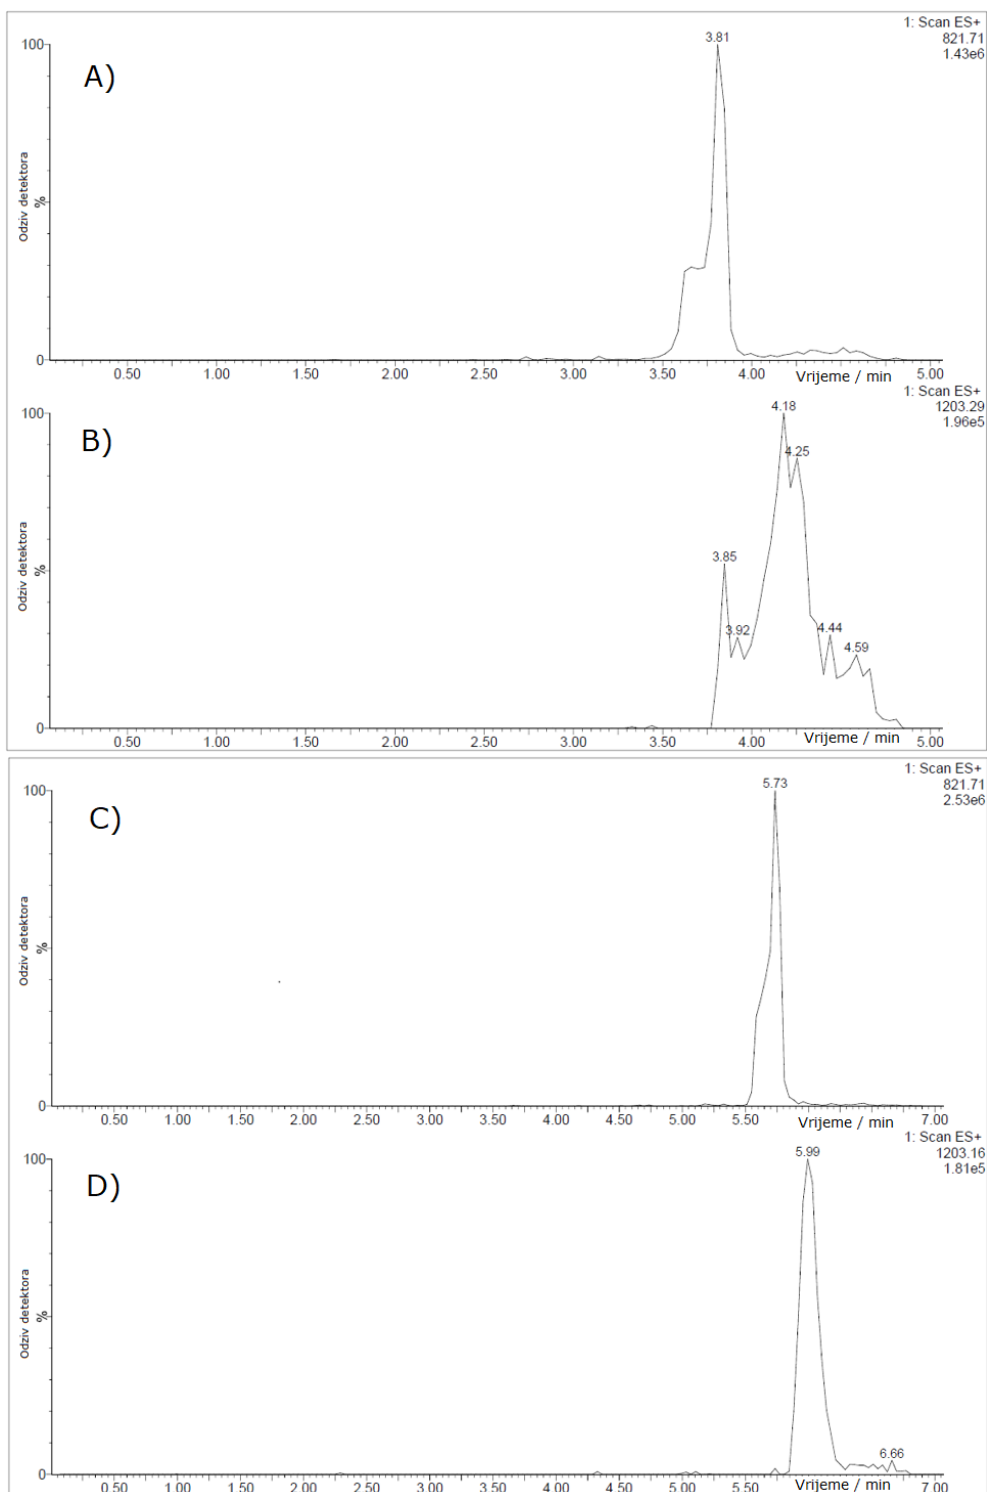 1: Scan ES+
821.71
1.43e6
A)
3.81
100
%
0
Odziv detektora
0.50 1.00 1.50 2.00 2.50 3.00 3.50 4.00 5.00
Vrijeme / min
1: Scan ES+
1203.29
1.96e5
B)
4.18
4.25
3.85
3.92
4.44
4.59
100
%
0
Odziv detektora
0.50 1.00 1.50 2.00 2.50 3.00 3.50 4.00 5.00
Vrijeme / min
1: Scan ES+
821.71
2.53e6
C)
5.73
100
%
0
Odziv detektora
0.50 1.00 1.50 2.00 2.50 3.00 3.50 4.00 4.50 5.00 5.50 7.00
Vrijeme / min
1: Scan ES+
1203.16
1.81e5
D)
5.99
6.66
100
%
0
Odziv detektora
0.50 1.00 1.50 2.00 2.50 3.00 3.50 4.00 4.50 5.00 5.50 7.00
Vrijeme / min